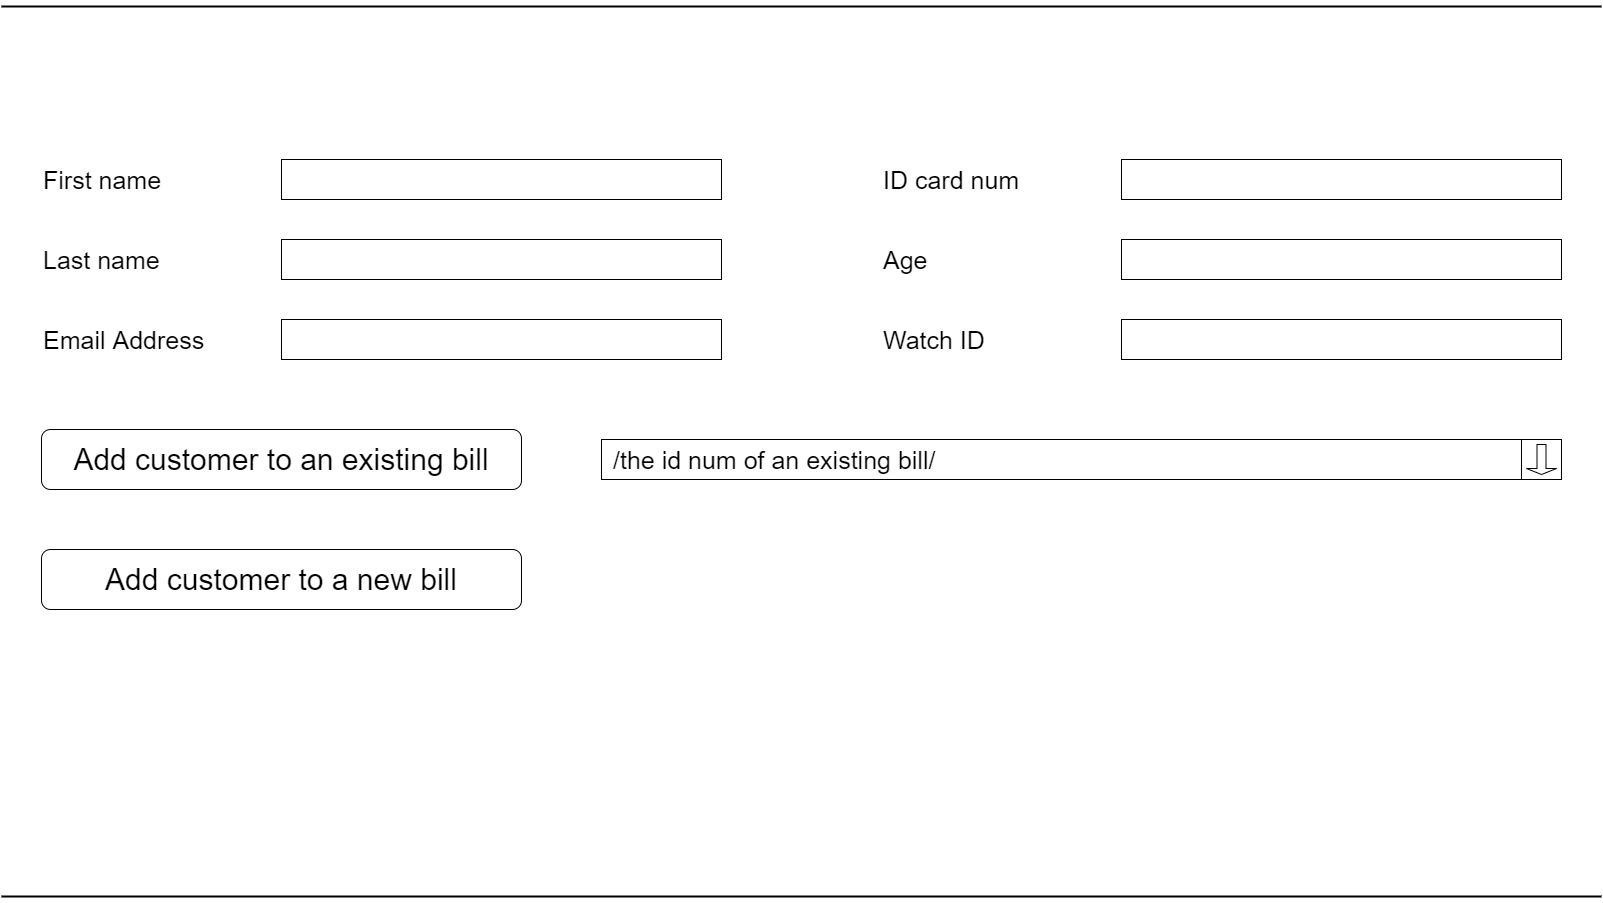 First name
ID card num
Last name
Age
Email Address
Watch ID
Add customer to an existing bill
/the id num of an existing bill/
Add customer to a new bill